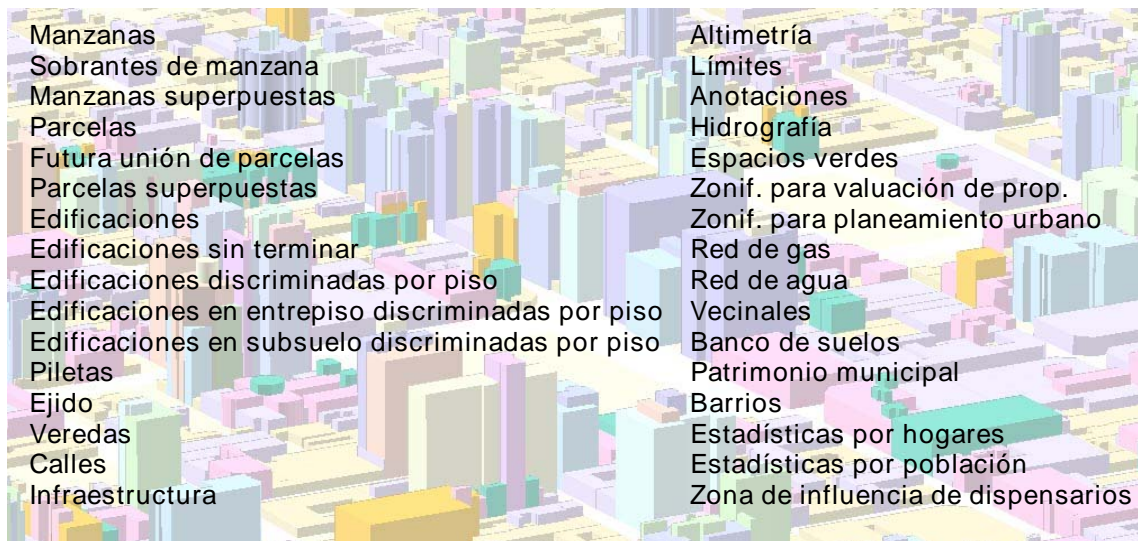 Manzanas
Sobrantes de manzana
Manzanas superpuestas
Parcelas
Futura unión de parcelas
Parcelas superpuestas
Edificaciones
Edificaciones sin terminar
Edificaciones discriminadas por piso
Edificaciones en entrepiso discriminadas por piso
Edificaciones en subsuelo discriminadas por piso
Piletas
Ejido
Veredas
Calles
Infraestructura
Altimetría
Límites
Anotaciones
Hidrografía
Espacios verdes
Zonif. para valuación de prop.
Zonif. para planeamiento urbano
Red de gas
Red de agua
Vecinales
Banco de suelos
Patrimonio municipal
Barrios
Estadísticas por hogares
Estadísticas por población
Zona de influencia de dispensarios